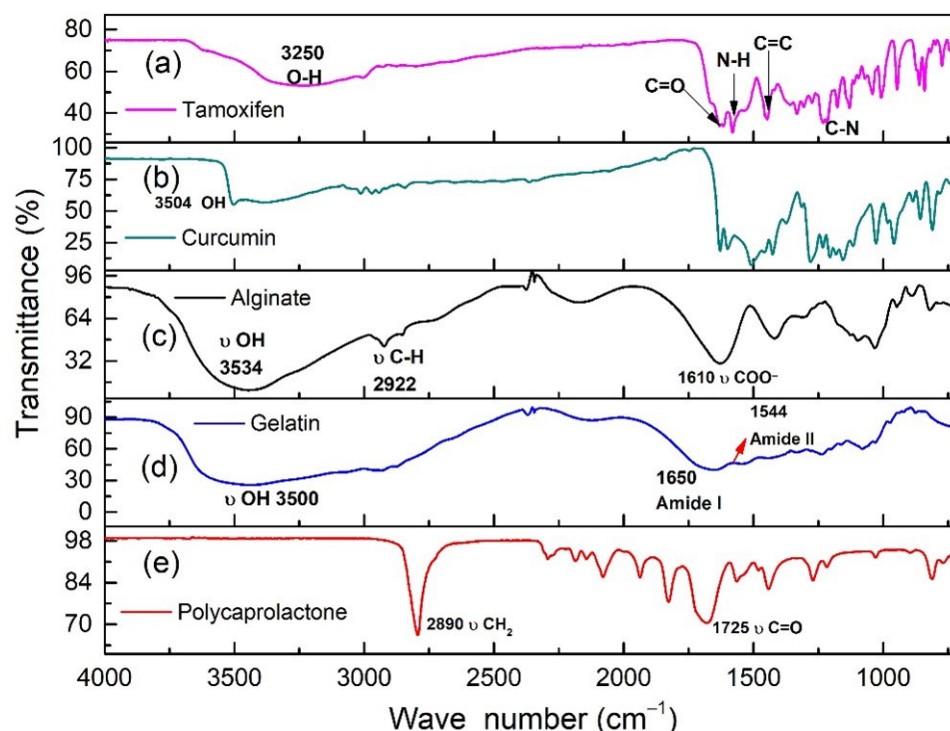 80
60
40
(a)
3250
O-H
Tamoxifen
C=O
N-H
C=C
C-N
100
75
50
25
(b)
3504 OH
Curcumin
96
64
32
Alginate
(c)
υ OH
3534
υ C-H
2922
1610 υ COO⁻
90
60
30
0
Gelatin
(d)
υ OH 3500
1650
Amide I
1544
Amide II
98
84
70
(e)
Polycaprolactone
2890 υ CH₂
1725 υ C=O
Transmittance (%)
4000 3500 3000 2500 2000 1500 1000
Wave number (cm⁻¹)